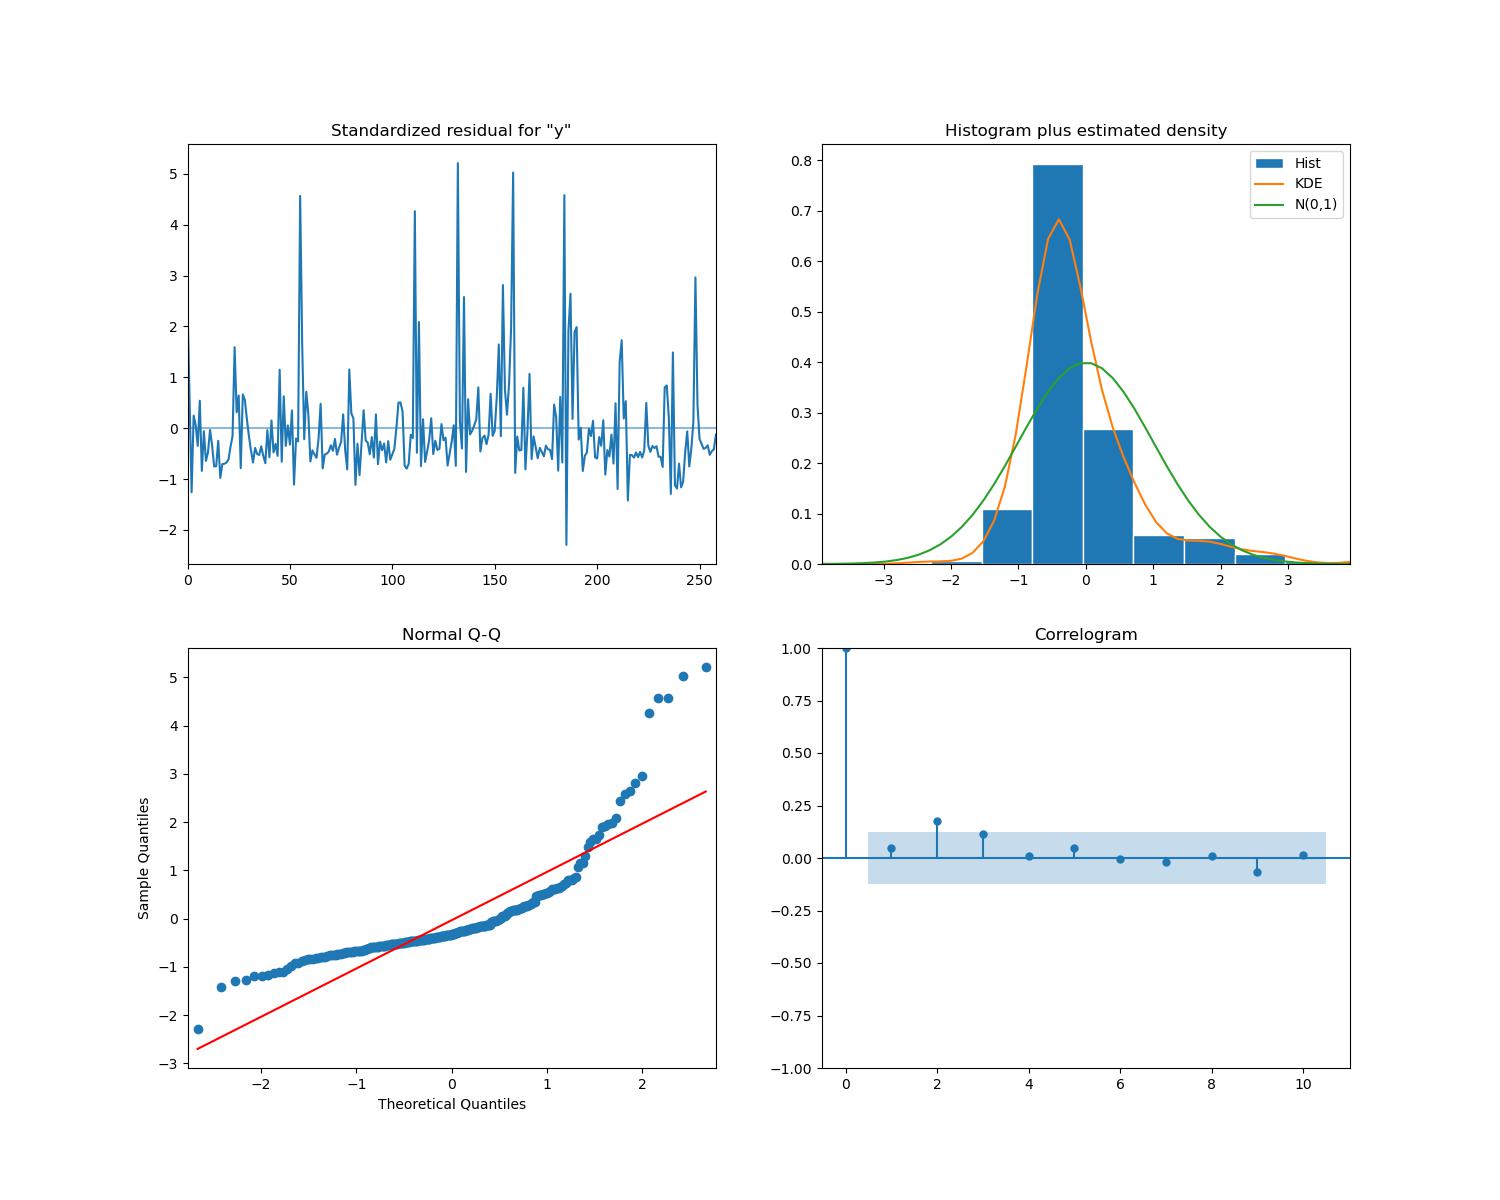 Standardized residual for "y"
5
4
3
2
1
0
−1
−2
0 50 100 150 200 250
Histogram plus estimated density
Hist
KDE
N(0,1)
0.8
0.7
0.6
0.5
0.4
0.3
0.2
0.1
0.0
−3 −2 −1 0 1 2 3
Normal Q-Q
Sample Quantiles
5
4
3
2
1
0
−1
−2
−3
−2 −1 0 1 2
Theoretical Quantiles
Correlogram
1.00
0.75
0.50
0.25
0.00
−0.25
−0.50
−0.75
−1.00
0 2 4 6 8 10